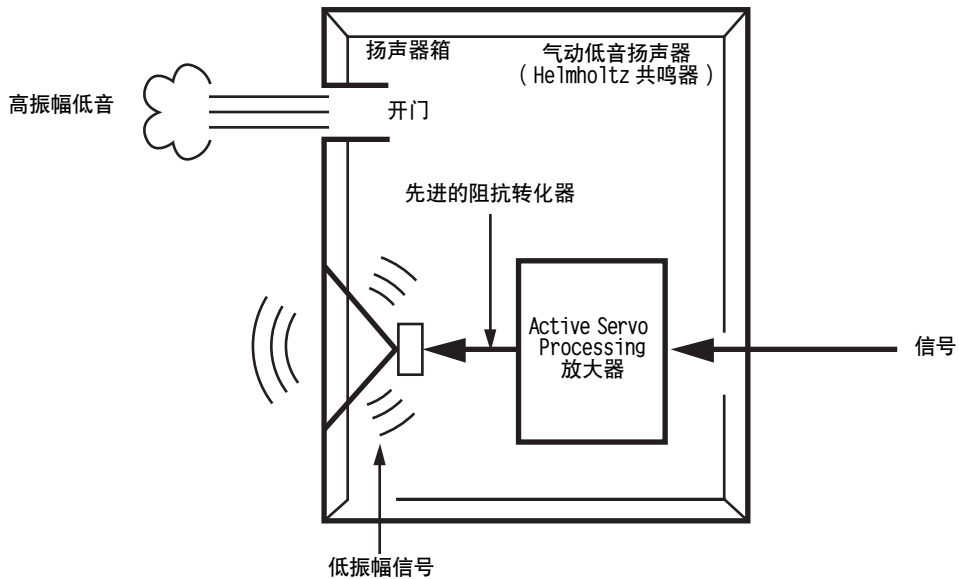 扬声器箱
气动低音扬声器
( Helmholtz 共鸣器 )
高振幅低音
开门
先进的阻抗转化器
Active Servo
Processing
放大器
信号
低振幅信号